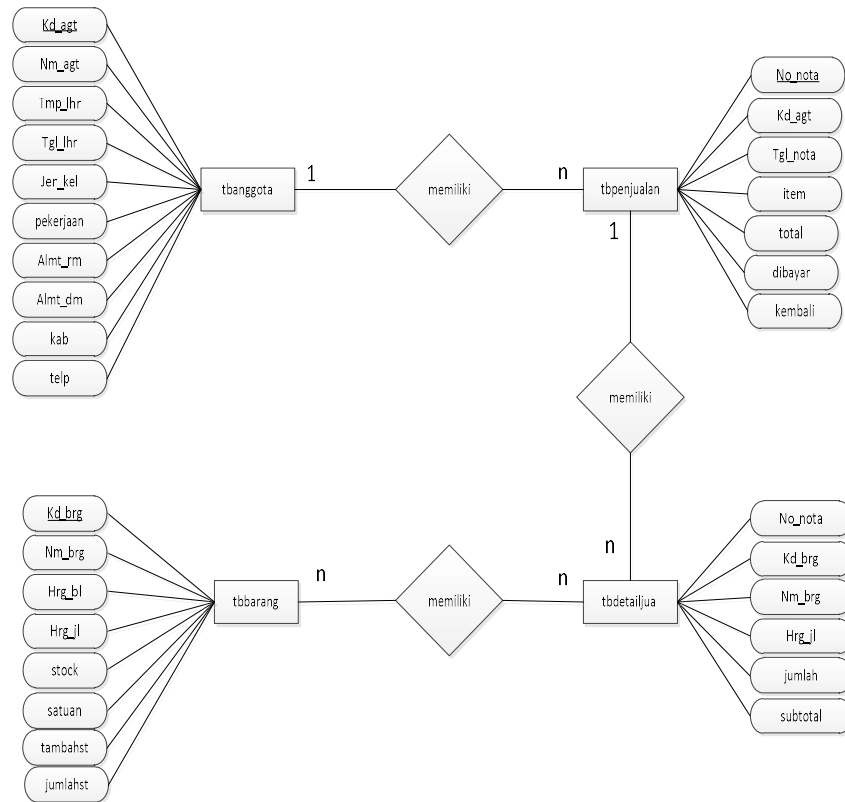 Kd_agt
Nm_agt
Tmp_lhr
Tgl_lhr
Jer_kel
pekerjaan
Almt_rm
Almt_dm
kab
telp
tbanggota
1
memiliki
n
tbpenjualan
No_nota
Kd_agt
Tgl_nota
item
total
dibayar
kembali
1
memiliki
n
Kd_brg
Nm_brg
Hrg_bl
Hrg_jl
stock
satuan
tambahst
jumlahst
tbbarang
n
memiliki
n
tbdetailjua
No_nota
Kd_brg
Nm_brg
Hrg_jl
jumlah
subtotal